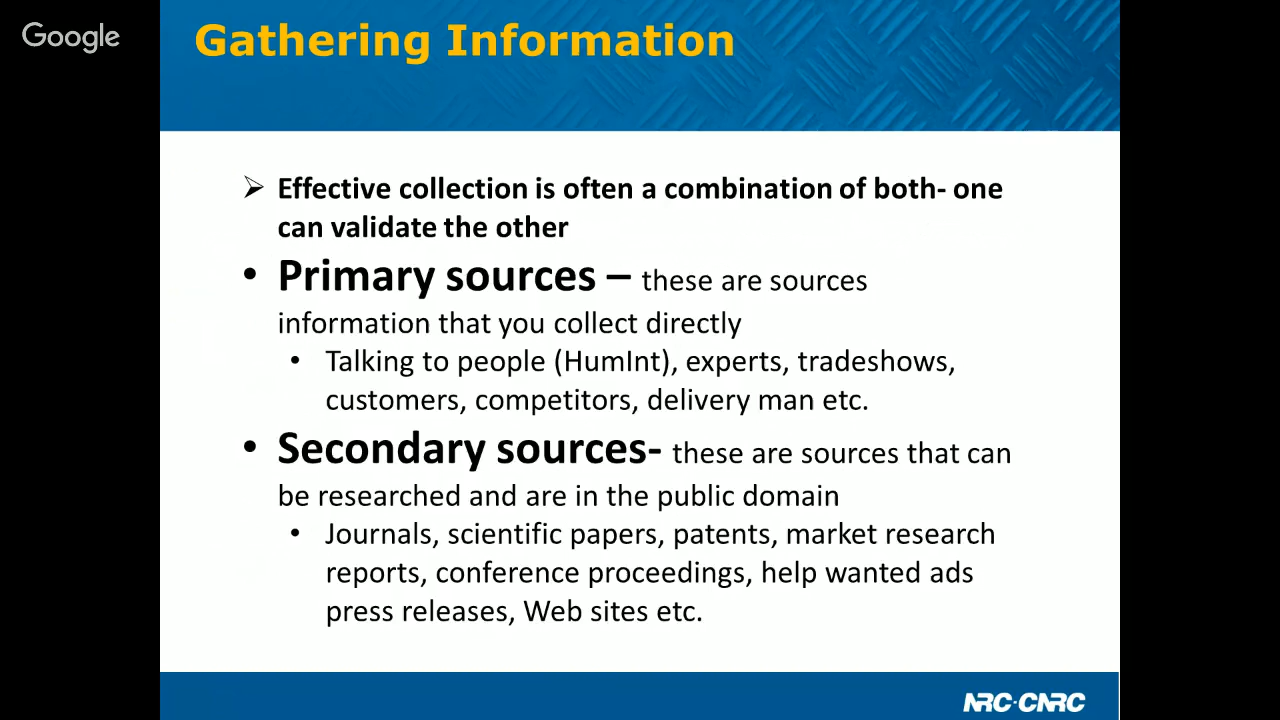 Google
Gathering Information
➢ Effective collection is often a combination of both- one
can validate the other
• Primary sources – these are sources
information that you collect directly
• Talking to people (HumInt), experts, tradeshows,
customers, competitors, delivery man etc.
• Secondary sources- these are sources that can
be researched and are in the public domain
• Journals, scientific papers, patents, market research
reports, conference proceedings, help wanted ads
press releases, Web sites etc.
NRC·CNRC